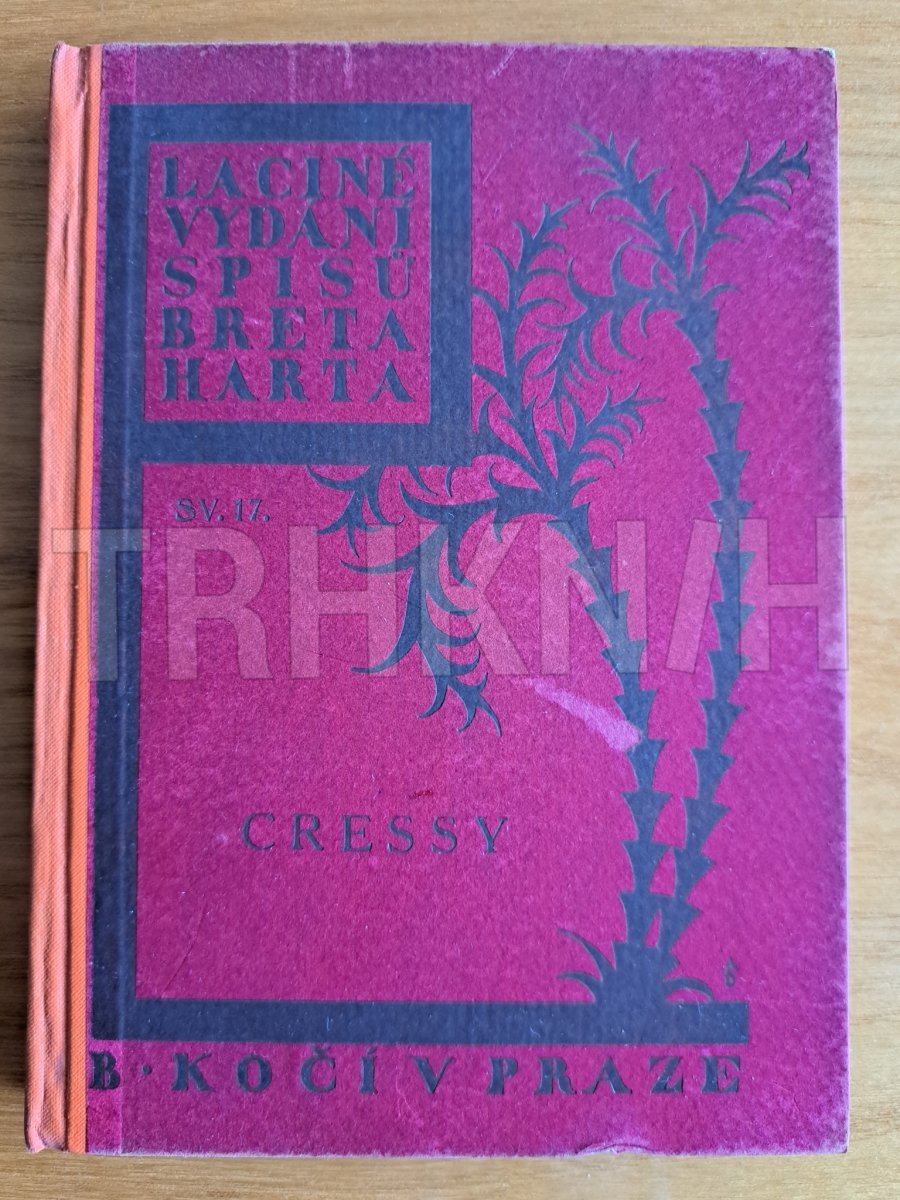 LACINÉ
VYDÁNÍ
SPISŮ
BRETA
HARTA
SV. 17.
TRHKNIH
CRESSY
B · KOČÍ V PRAZE